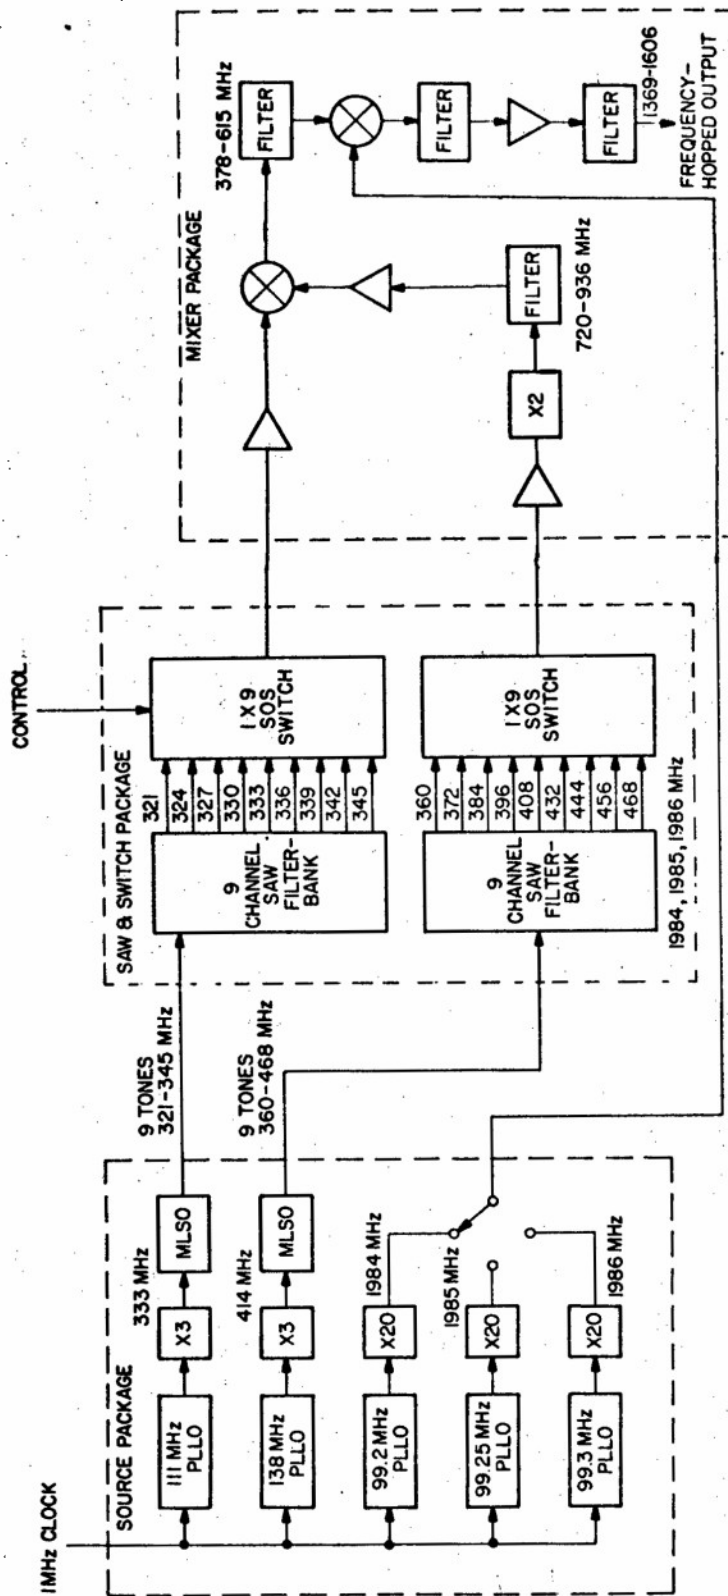 1MHz CLOCK
SOURCE PACKAGE
111 MHz
PLLO
X3
333 MHz
MLSO
138 MHz
PLLO
X3
414 MHz
MLSO
99.2 MHz
PLLO
X20
1984 MHz
99.25 MHz
PLLO
X20
1985 MHz
99.3 MHz
PLLO
X20
1986 MHz
9 TONES
321-345 MHz
9 TONES
360-468 MHz
CONTROL
SAW & SWITCH PACKAGE
9
CHANNEL
SAW
FILTER-
BANK
321
324
327
330
333
336
339
342
345
1X9
SOS
SWITCH
9
CHANNEL
SAW
FILTER-
BANK
360
372
384
396
408
432
444
456
468
1X9
SOS
SWITCH
1984, 1985, 1986 MHz
MIXER PACKAGE
378-615 MHz
FILTER
X2
FILTER
720-936 MHz
FILTER
FILTER
1369-1606
FREQUENCY-
HOPPED OUTPUT